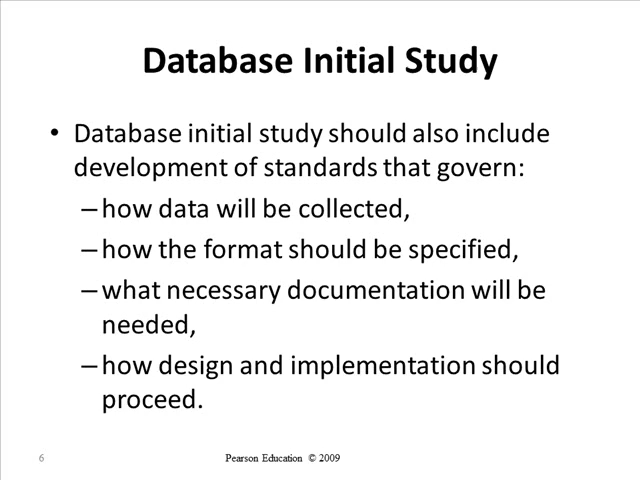 Database Initial Study
• Database initial study should also include
development of standards that govern:
–how data will be collected,
–how the format should be specified,
–what necessary documentation will be
needed,
–how design and implementation should
proceed.
6
Pearson Education © 2009